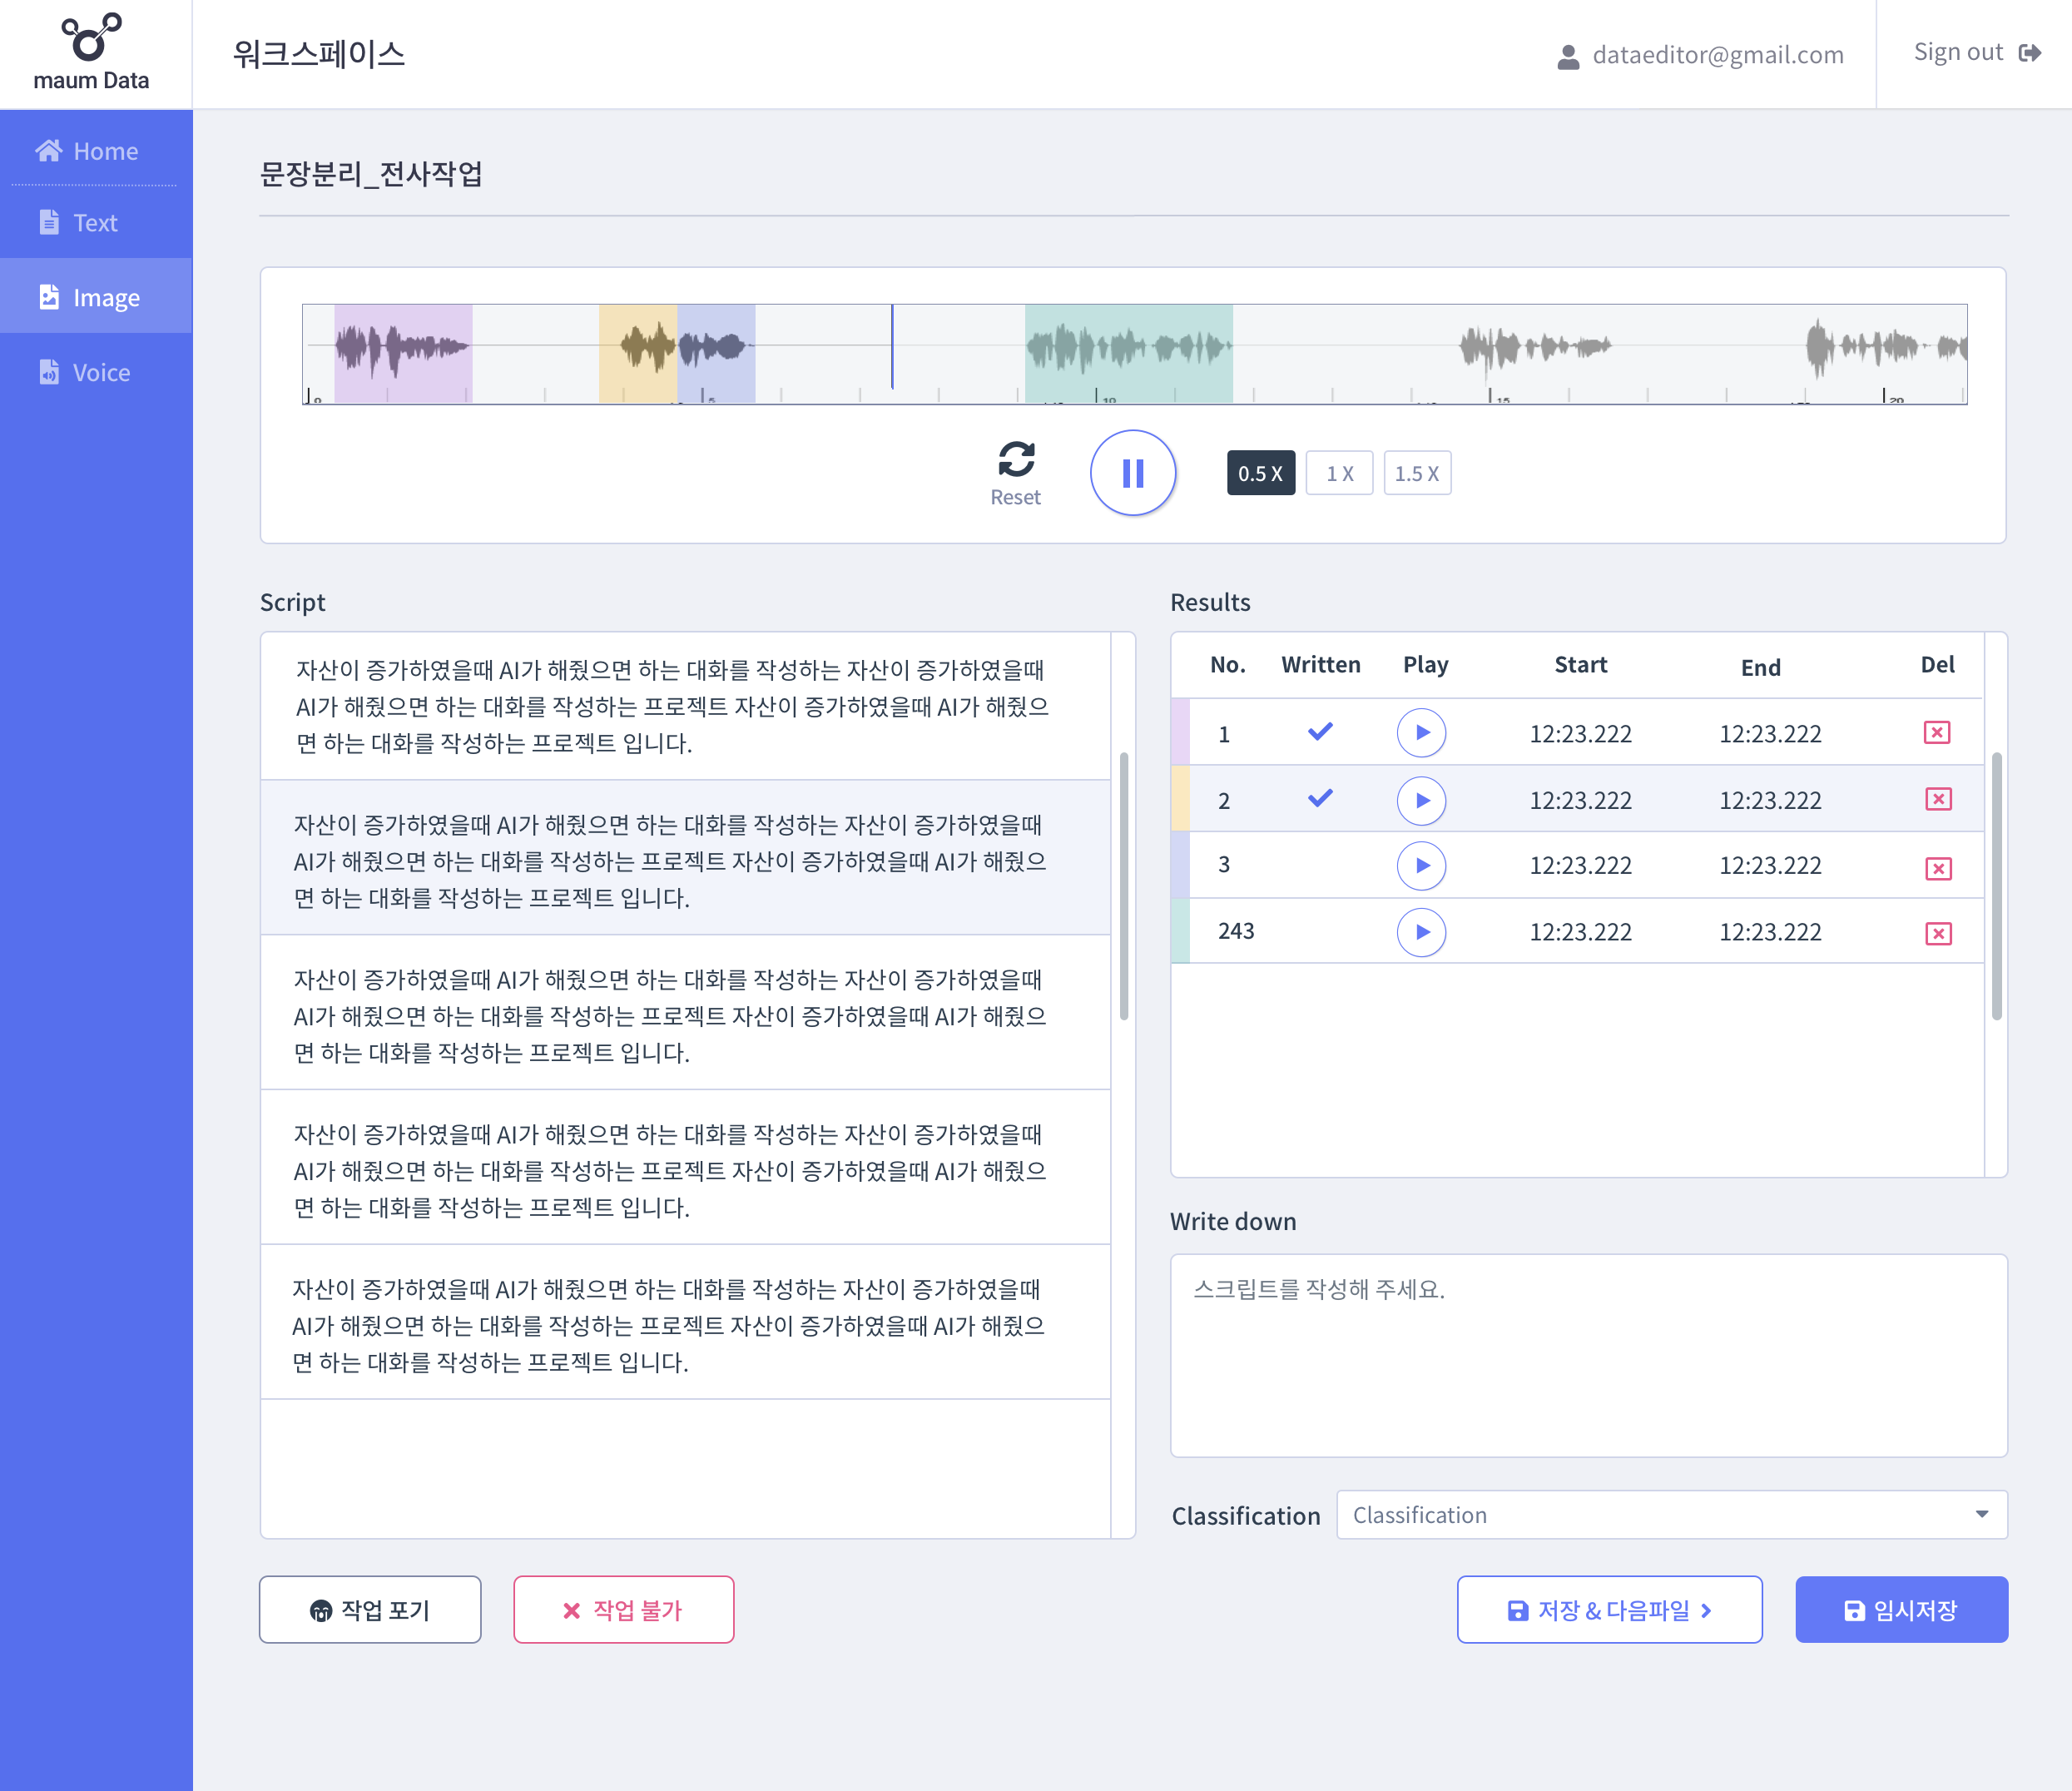 maum Data
워크스페이스
dataeditor@gmail.com
Sign out
Home
Text
Image
Voice
문장분리_전사작업
0
5
10
15
20
Reset
0.5 X
1 X
1.5 X
Script
자산이 증가하였을때 AI가 해줬으면 하는 대화를 작성하는 자산이 증가하였을때
AI가 해줬으면 하는 대화를 작성하는 프로젝트 자산이 증가하였을때 AI가 해줬으
면 하는 대화를 작성하는 프로젝트 입니다.
자산이 증가하였을때 AI가 해줬으면 하는 대화를 작성하는 자산이 증가하였을때
AI가 해줬으면 하는 대화를 작성하는 프로젝트 자산이 증가하였을때 AI가 해줬으
면 하는 대화를 작성하는 프로젝트 입니다.
자산이 증가하였을때 AI가 해줬으면 하는 대화를 작성하는 자산이 증가하였을때
AI가 해줬으면 하는 대화를 작성하는 프로젝트 자산이 증가하였을때 AI가 해줬으
면 하는 대화를 작성하는 프로젝트 입니다.
자산이 증가하였을때 AI가 해줬으면 하는 대화를 작성하는 자산이 증가하였을때
AI가 해줬으면 하는 대화를 작성하는 프로젝트 자산이 증가하였을때 AI가 해줬으
면 하는 대화를 작성하는 프로젝트 입니다.
자산이 증가하였을때 AI가 해줬으면 하는 대화를 작성하는 자산이 증가하였을때
AI가 해줬으면 하는 대화를 작성하는 프로젝트 자산이 증가하였을때 AI가 해줬으
면 하는 대화를 작성하는 프로젝트 입니다.
Results
No. Written Play Start End Del
1 12:23.222 12:23.222
2 12:23.222 12:23.222
3 12:23.222 12:23.222
243 12:23.222 12:23.222
Write down
스크립트를 작성해 주세요.
Classification
Classification
작업 포기
작업 불가
저장 & 다음파일
임시저장